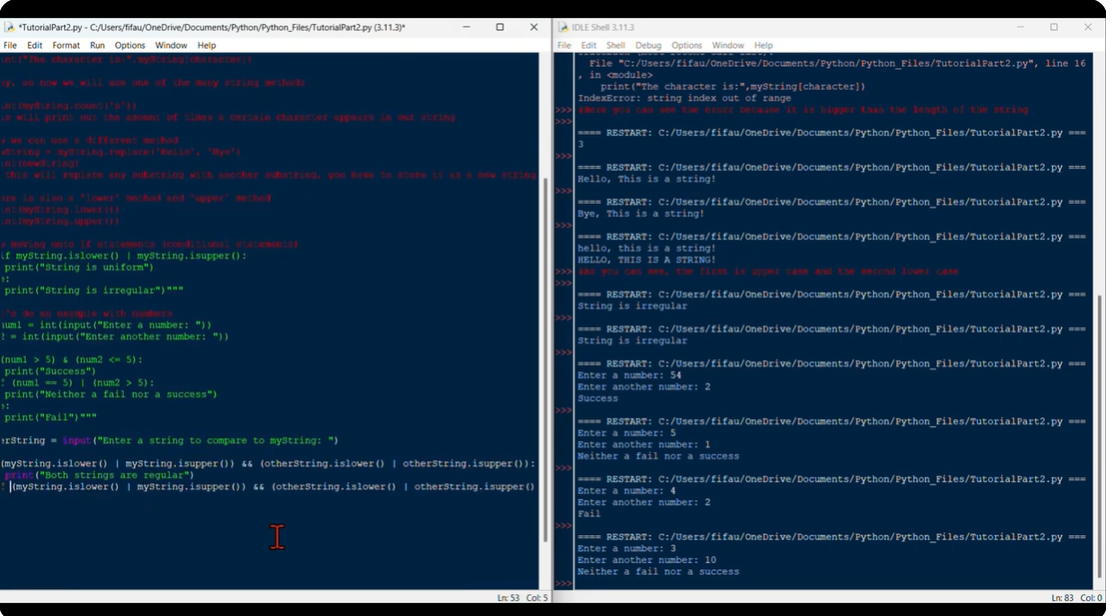 *TutorialPart2.py - C:/Users/fifau/OneDrive/Documents/Python/Python_Files/TutorialPart2.py (3.11.3)*
File Edit Format Run Options Window Help
int("The character is:",myString[character])
ay, so now we will use one of the many string methods
int(myString.count('s'))
is will print out the amount of times a certain character appears in our string
w we can use a different method
wString = myString.replace('Hello', 'Bye')
int(newString)
this will replace any substring with another substring, you have to store it as a new string
ere is also a 'lower' method and 'upper' method
int(myString.lower())
int(myString.upper())
w moving onto if statements (conditional statements)
if myString.islower() | myString.isupper():
print("String is uniform")
e:
print("String is irregular")"""
t's do an example with numbers
num1 = int(input("Enter a number: "))
2 = int(input("Enter another number: "))
(num1 > 5) & (num2 <= 5):
print("Success")
f (num1 == 5) | (num2 > 5):
print("Neither a fail nor a success")
e:
print("Fail")"""
erString = input("Enter a string to compare to myString: ")
(myString.islower() | myString.isupper()) && (otherString.islower() | otherString.isupper()):
print("Both strings are regular")
f (myString.islower() | myString.isupper()) && (otherString.islower() | otherString.isupper()
Ln: 53 Col: 5
IDLE Shell 3.11.3
File Edit Shell Debug Options Window Help
File "C:/Users/fifau/OneDrive/Documents/Python/Python_Files/TutorialPart2.py", line 16
, in <module>
print("The character is:",myString[character])
IndexError: string index out of range
>>> #Here you can see the error because it is bigger than the length of the string
>>>
==== RESTART: C:/Users/fifau/OneDrive/Documents/Python/Python_Files/TutorialPart2.py ===
3
>>>
==== RESTART: C:/Users/fifau/OneDrive/Documents/Python/Python_Files/TutorialPart2.py ===
Hello, This is a string!
>>>
==== RESTART: C:/Users/fifau/OneDrive/Documents/Python/Python_Files/TutorialPart2.py ===
Bye, This is a string!
>>>
==== RESTART: C:/Users/fifau/OneDrive/Documents/Python/Python_Files/TutorialPart2.py ===
hello, this is a string!
HELLO, THIS IS A STRING!
>>> #As you can see, the first is upper case and the second lower case
>>>
==== RESTART: C:/Users/fifau/OneDrive/Documents/Python/Python_Files/TutorialPart2.py ===
String is irregular
>>>
==== RESTART: C:/Users/fifau/OneDrive/Documents/Python/Python_Files/TutorialPart2.py ===
String is irregular
>>>
==== RESTART: C:/Users/fifau/OneDrive/Documents/Python/Python_Files/TutorialPart2.py ===
Enter a number: 54
Enter another number: 2
Success
>>>
==== RESTART: C:/Users/fifau/OneDrive/Documents/Python/Python_Files/TutorialPart2.py ===
Enter a number: 5
Enter another number: 1
Neither a fail nor a success
>>>
==== RESTART: C:/Users/fifau/OneDrive/Documents/Python/Python_Files/TutorialPart2.py ===
Enter a number: 4
Enter another number: 2
Fail
>>>
==== RESTART: C:/Users/fifau/OneDrive/Documents/Python/Python_Files/TutorialPart2.py ===
Enter a number: 3
Enter another number: 10
Neither a fail nor a success
>>>
Ln: 83 Col: 0